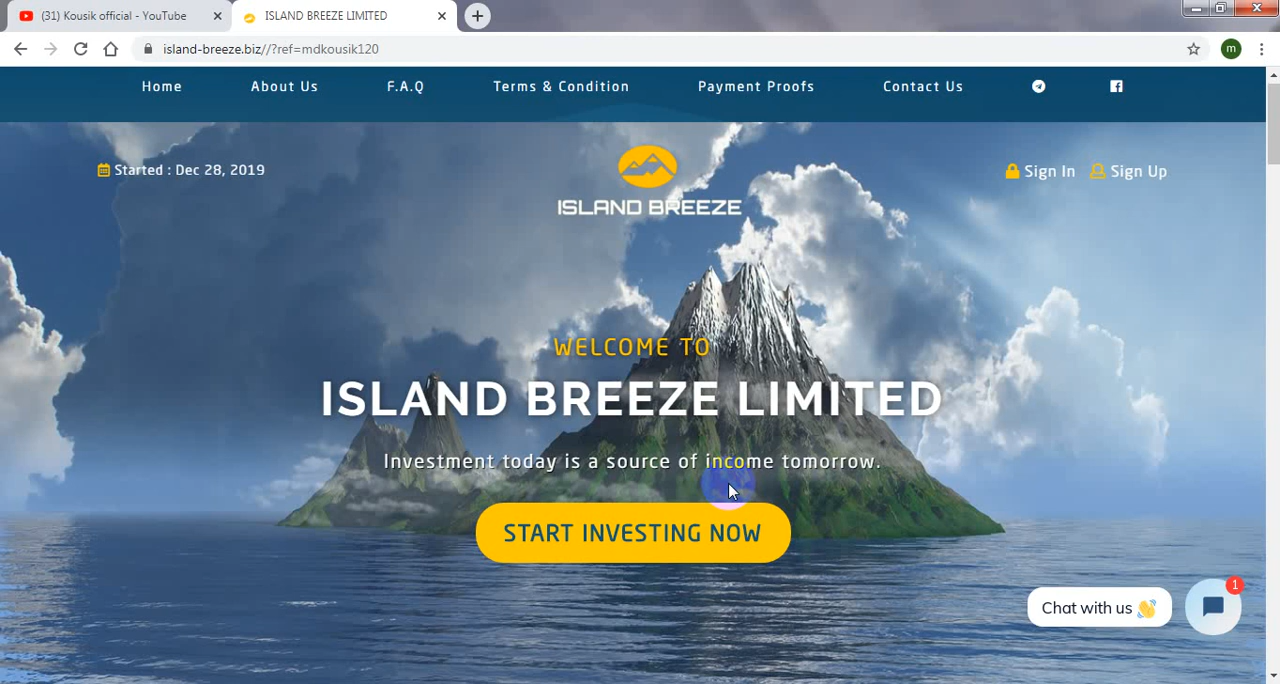 (31) Kousik official - YouTube
ISLAND BREEZE LIMITED
island-breeze.biz//?ref=mdkousik120
m
Home
About Us
F.A.Q
Terms & Condition
Payment Proofs
Contact Us
Started : Dec 28, 2019
ISLAND BREEZE
Sign In
Sign Up
WELCOME TO
ISLAND BREEZE LIMITED
Investment today is a source of income tomorrow.
START INVESTING NOW
Chat with us 👋
1